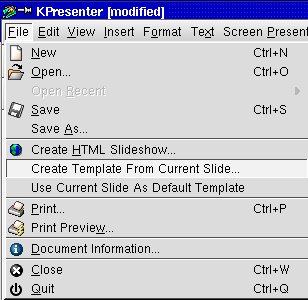 KPresenter [modified]
File Edit View Insert Format Text Screen Present
New Ctrl+N
Open... Ctrl+O
Open Recent
Save Ctrl+S
Save As...
Create HTML Slideshow...
Create Template From Current Slide...
Use Current Slide As Default Template
Print... Ctrl+P
Print Preview...
Document Information...
Close Ctrl+W
Quit Ctrl+Q